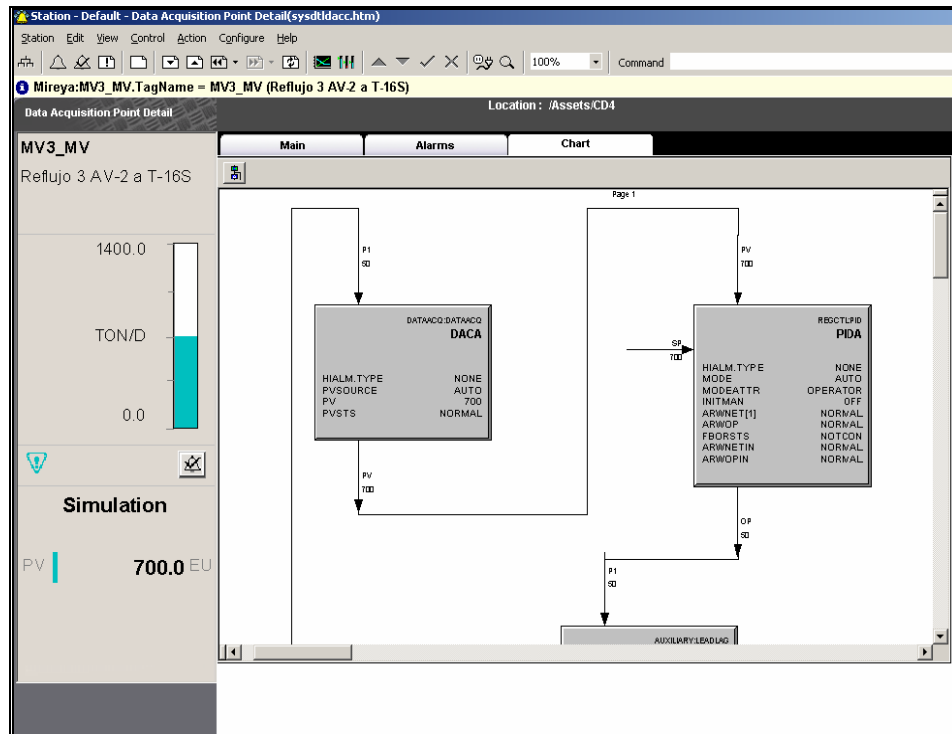 Station - Default - Data Acquisition Point Detail(sysdtldacc.htm)
Station Edit View Control Action Configure Help
100% Command
Mireya:MV3_MV.TagName = MV3_MV (Reflujo 3 AV-2 a T-16S)
Data Acquisition Point Detail
Location : /Assets/CD4
MV3_MV
Reflujo 3 AV-2 a T-16S
Main Alarms Chart
Page 1
1400.0
TON/D
0.0
Simulation
PV 700.0 EU
P1
50
DATAACQ:DATAACQ
DACA
HIALM.TYPE NONE
PVSOURCE AUTO
PV 700
PVSTS NORMAL
PV
700
PV
700
SP
700
REGCTL:PID
PIDA
HIALM.TYPE NONE
MODE AUTO
MODEATTR OPERATOR
INITMAN OFF
ARWNET[1] NORMAL
ARWOP NORMAL
FBORSTS NOTCON
ARWNETIN NORMAL
ARWOPIN NORMAL
OP
50
P1
50
AUXILIARY:LEADLAG